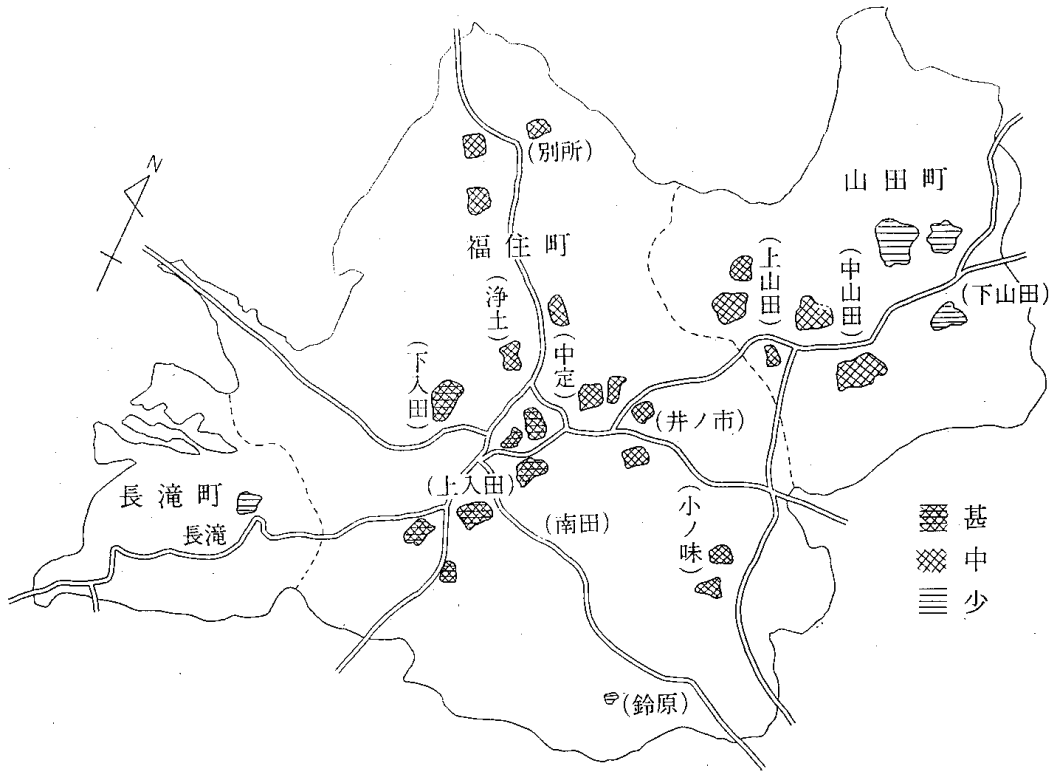 N
(別所)
山田町
福住町
(上山田)
(中山田)
(浄土)
(下山田)
(下入田)
(中定)
(井ノ市)
長滝町
長滝
(上入田)
(南田)
(小ノ味)
甚
中
少
(鈴原)